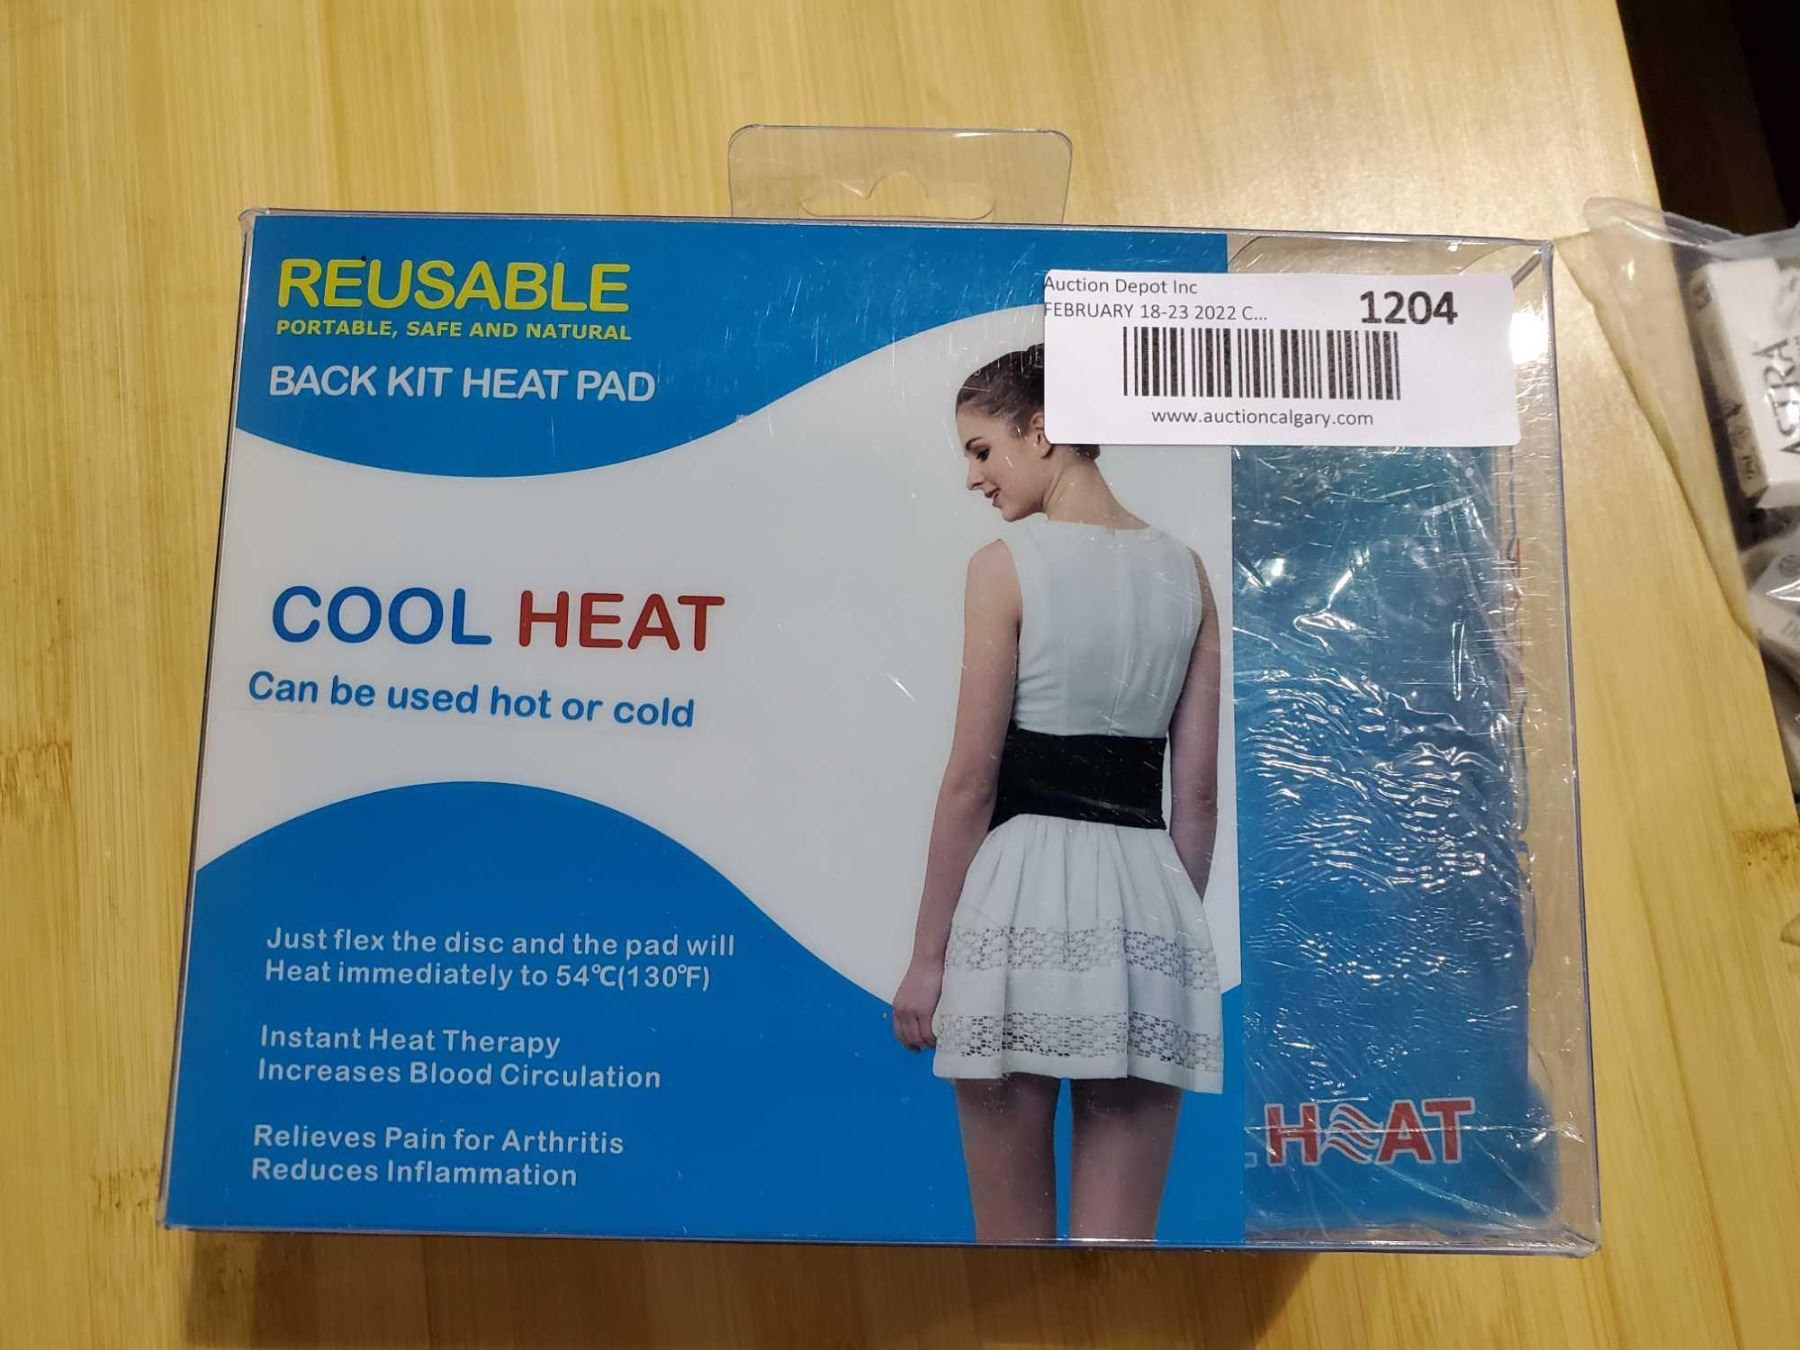 REUSABLE
PORTABLE, SAFE AND NATURAL
BACK KIT HEAT PAD
Auction Depot Inc
FEBRUARY 18-23 2022 C...
1204
www.auctioncalgary.com
COOL HEAT
Can be used hot or cold
Just flex the disc and the pad will
Heat immediately to 54℃(130℉)
Instant Heat Therapy
Increases Blood Circulation
Relieves Pain for Arthritis
Reduces Inflammation
HEAT
ASTRA